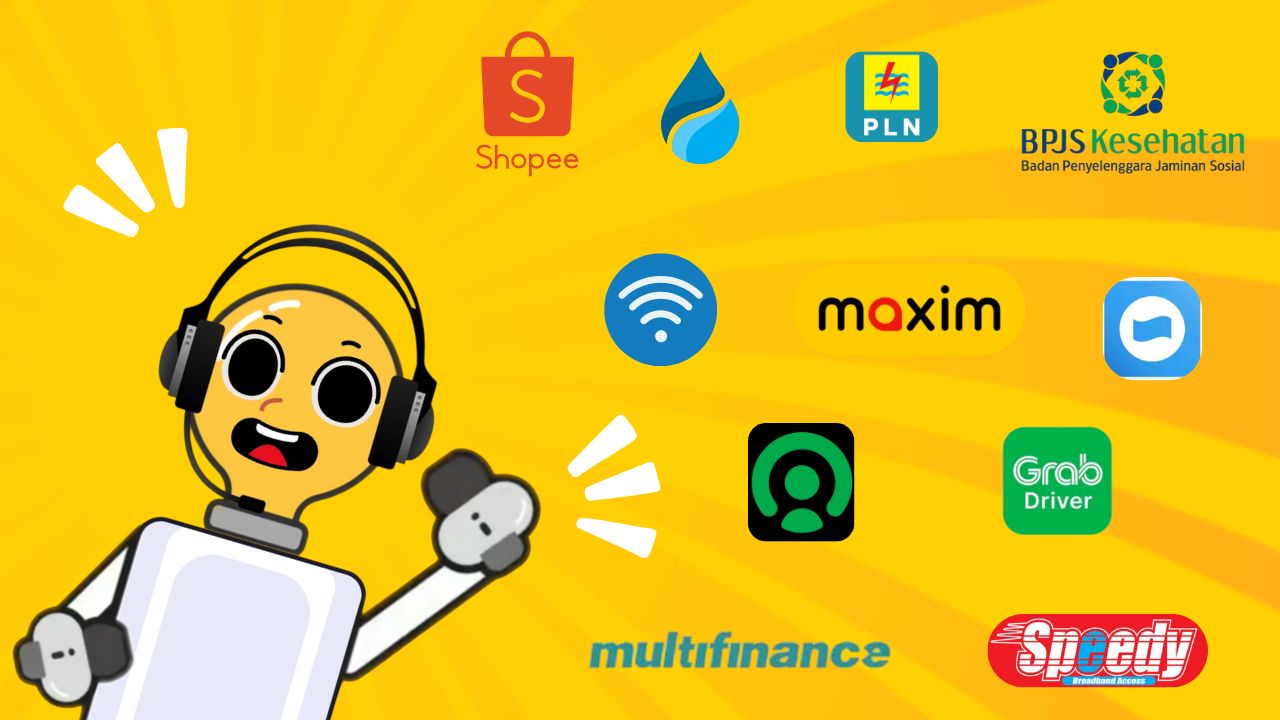 S
Shopee
PLN
BPJS Kesehatan
Badan Penyelenggara Jaminan Sosial
maxim
Grab
Driver
multifinance
Speedy
Broadband Access